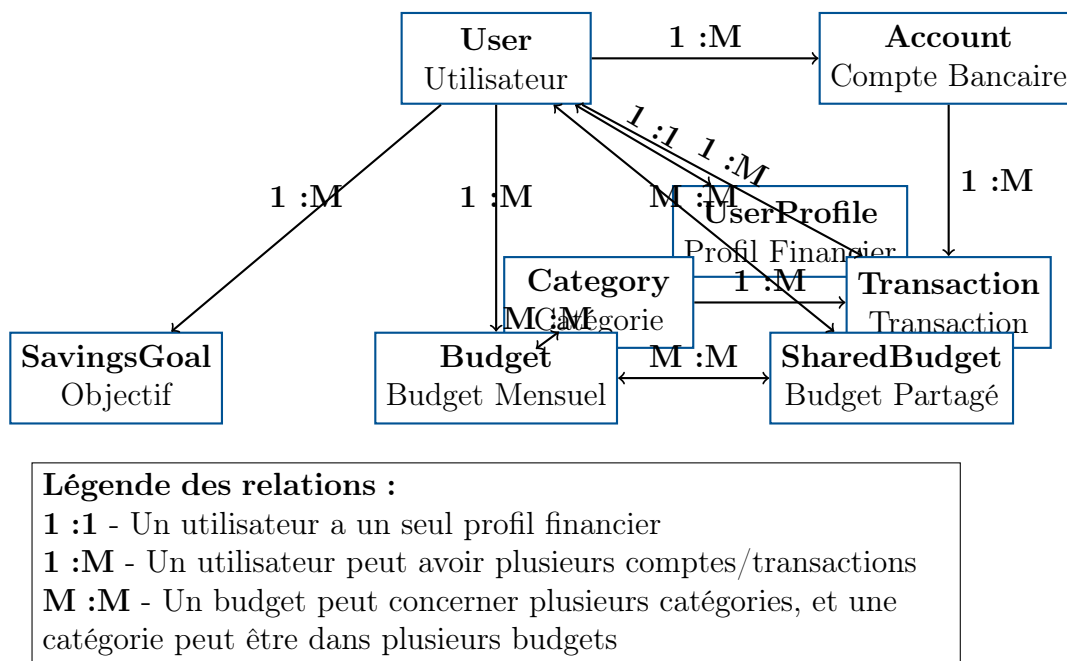 User
Utilisateur
1 :M
Account
Compte Bancaire
1 :1
1 :M
1 :M
1 :M
M :M
1 :M
UserProfile
Profil Financier
Category
Catégorie
1 :M
Transaction
Transaction
M :M
SavingsGoal
Objectif
Budget
Budget Mensuel
M :M
SharedBudget
Budget Partagé
Légende des relations :
1 :1 - Un utilisateur a un seul profil financier
1 :M - Un utilisateur peut avoir plusieurs comptes/transactions
M :M - Un budget peut concerner plusieurs catégories, et une
catégorie peut être dans plusieurs budgets